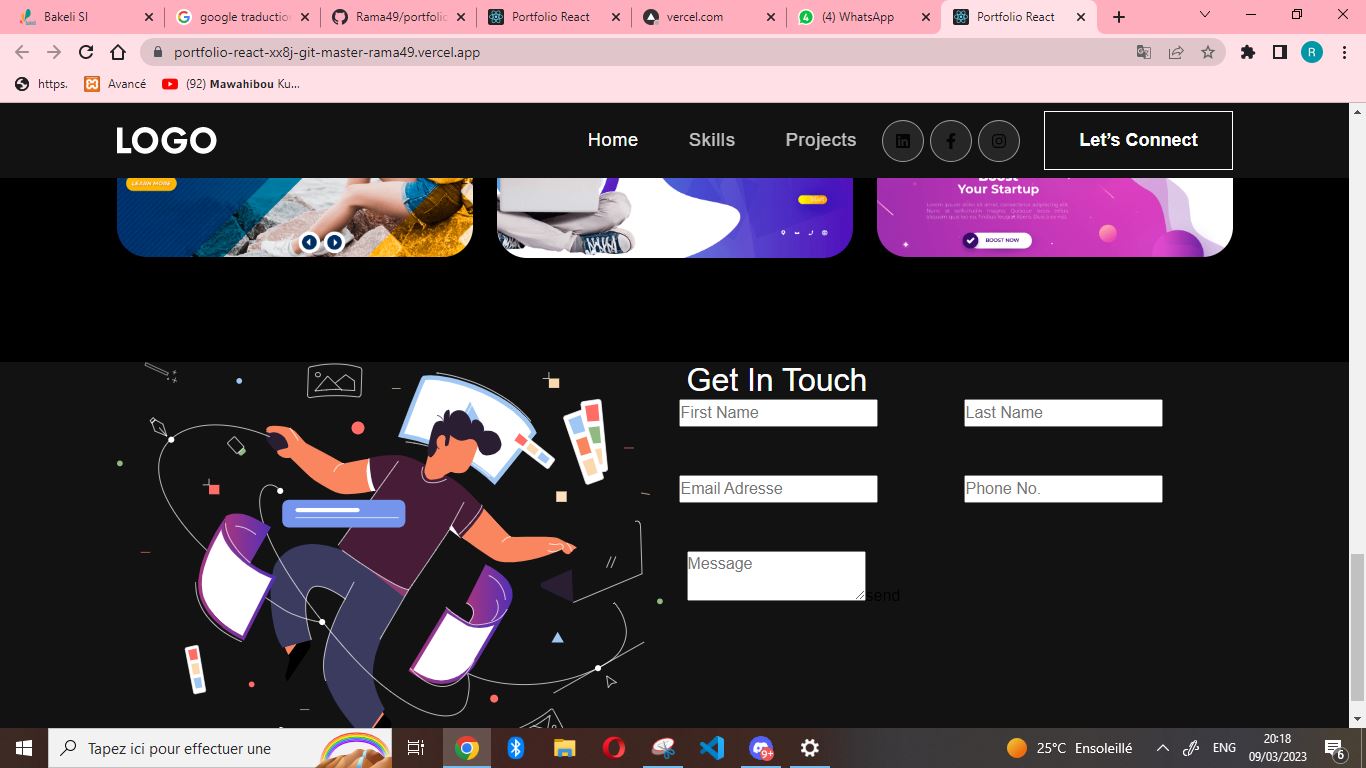 Bakeli SI
google traduction
Rama49/portfolio
Portfolio React
vercel.com
(4) WhatsApp
Portfolio React
portfolio-react-xx8j-git-master-rama49.vercel.app
R
https.
Avancé
(92) Mawahibou Ku...
LOGO
Home
Skills
Projects
Let’s Connect
LEARN MORE
Boost
Your Startup
BOOST NOW
Get In Touch
First Name
Last Name
Email Adresse
Phone No.
Message
send
Tapez ici pour effectuer une
9+
25°C Ensoleillé
ENG
20:18
09/03/2023
6